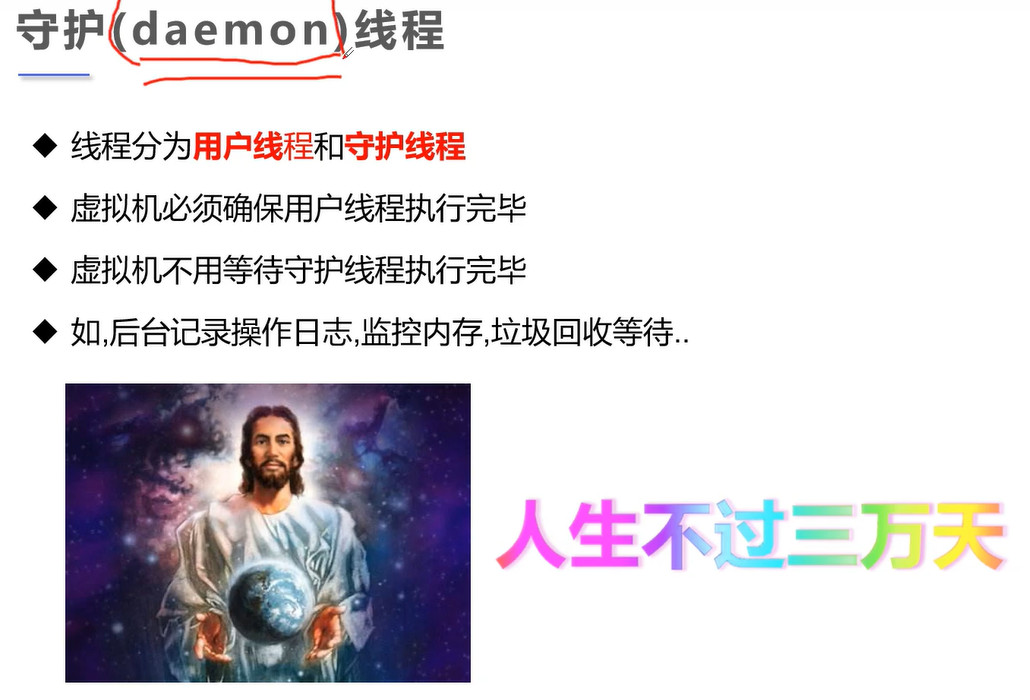 守护(daemon)线程
线程分为用户线程和守护线程
虚拟机必须确保用户线程执行完毕
虚拟机不用等待守护线程执行完毕
如,后台记录操作日志,监控内存,垃圾回收等待..
人生不过三万天